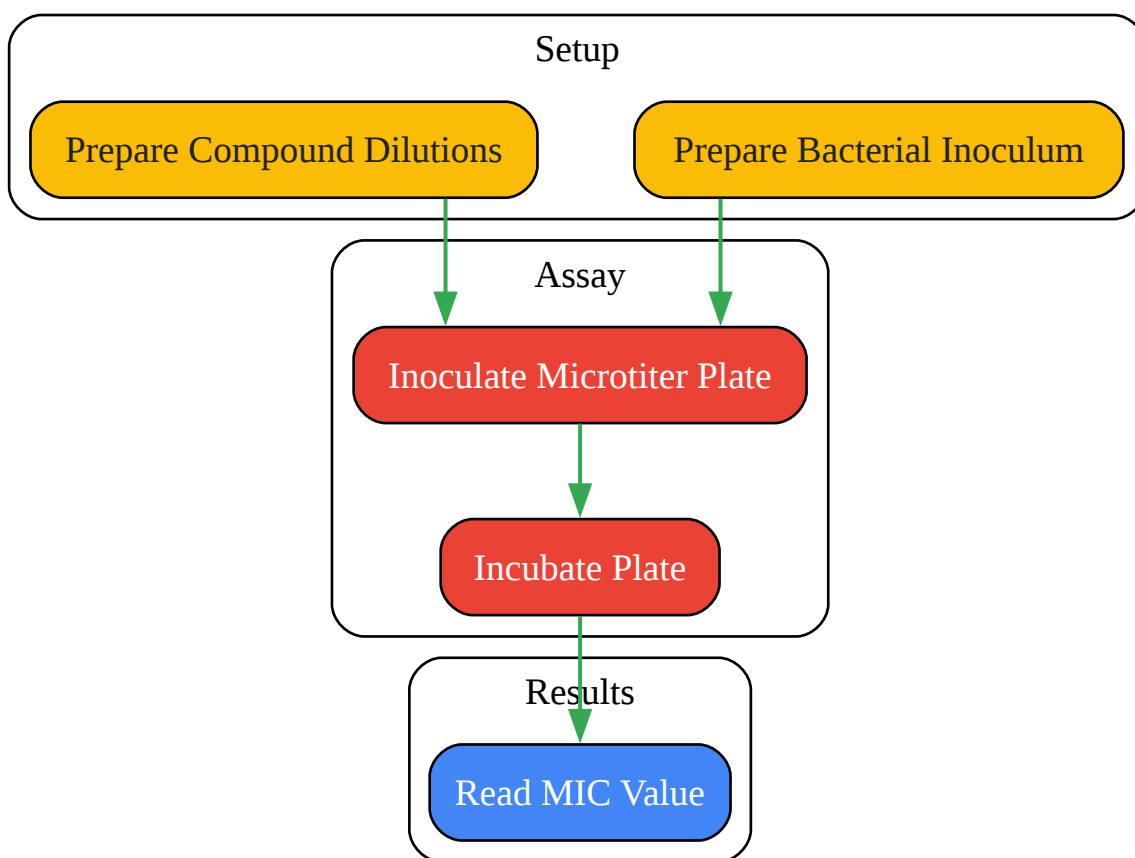 Setup
Prepare Compound Dilutions
Prepare Bacterial Inoculum
Assay
Inoculate Microtiter Plate
Incubate Plate
Results
Read MIC Value